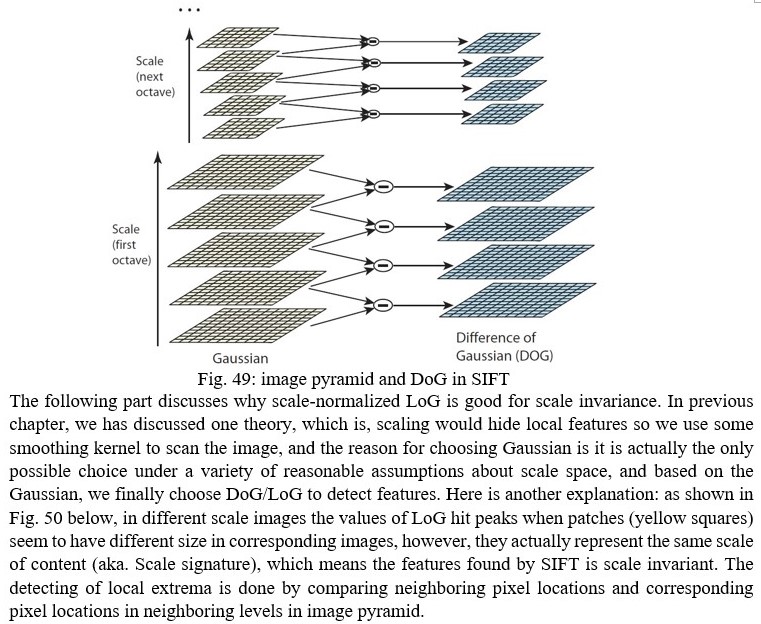 ...
Scale
(next
octave)
Scale
(first
octave)
Gaussian
Difference of
Gaussian (DOG)
Fig. 49: image pyramid and DoG in SIFT
The following part discusses why scale-normalized LoG is good for scale invariance. In previous
chapter, we has discussed one theory, which is, scaling would hide local features so we use some
smoothing kernel to scan the image, and the reason for choosing Gaussian is it is actually the only
possible choice under a variety of reasonable assumptions about scale space, and based on the
Gaussian, we finally choose DoG/LoG to detect features. Here is another explanation: as shown in
Fig. 50 below, in different scale images the values of LoG hit peaks when patches (yellow squares)
seem to have different size in corresponding images, however, they actually represent the same scale
of content (aka. Scale signature), which means the features found by SIFT is scale invariant. The
detecting of local extrema is done by comparing neighboring pixel locations and corresponding
pixel locations in neighboring levels in image pyramid.